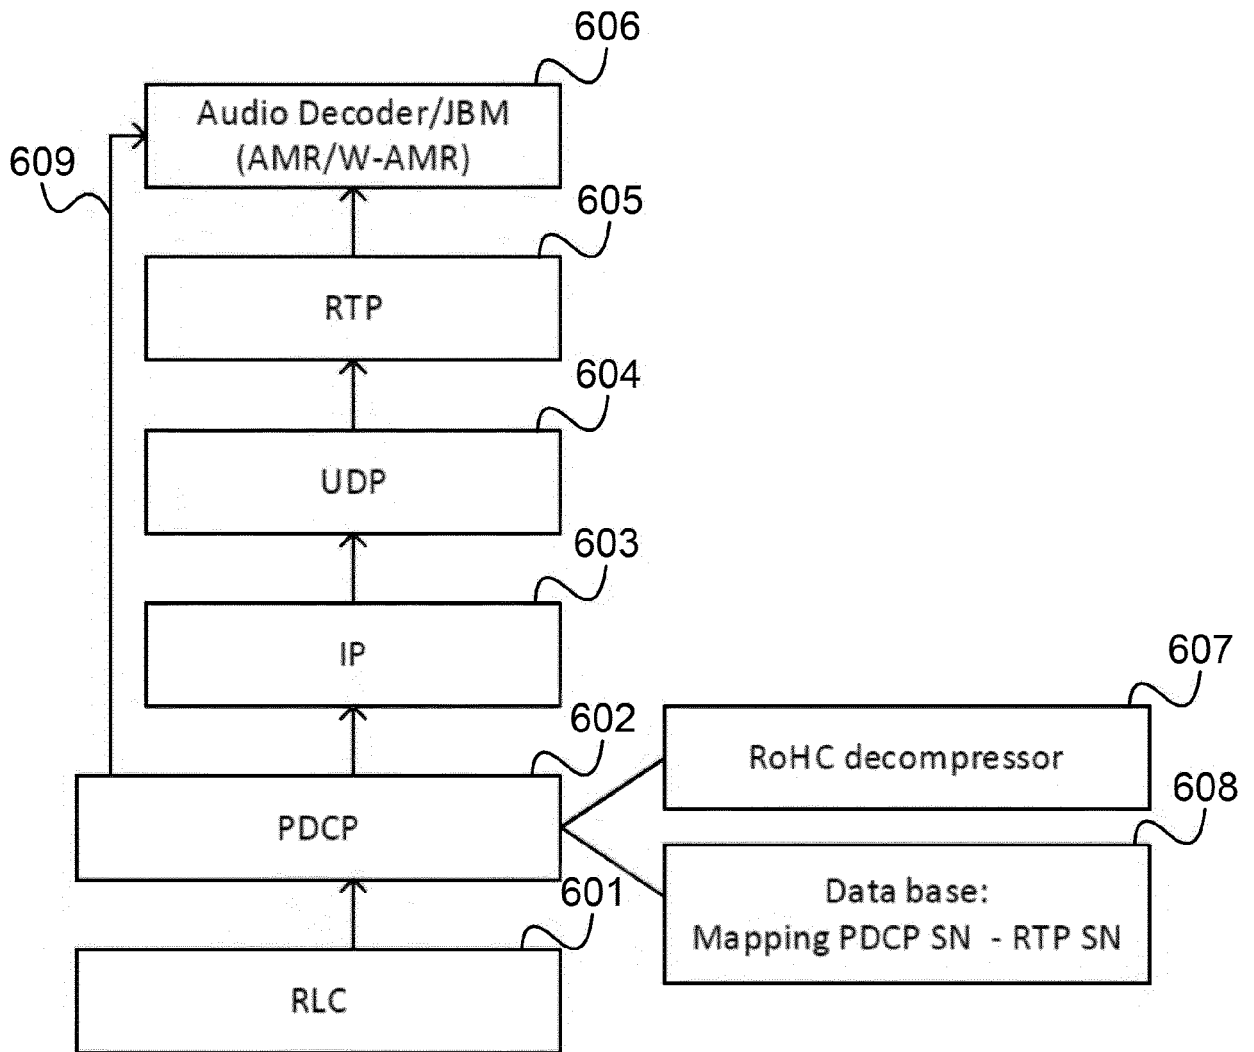 606
Audio Decoder/JBM
(AMR/W-AMR)
609
605
RTP
604
UDP
603
IP
607
602
RoHC decompressor
608
PDCP
Data base:
Mapping PDCP SN - RTP SN
601
RLC